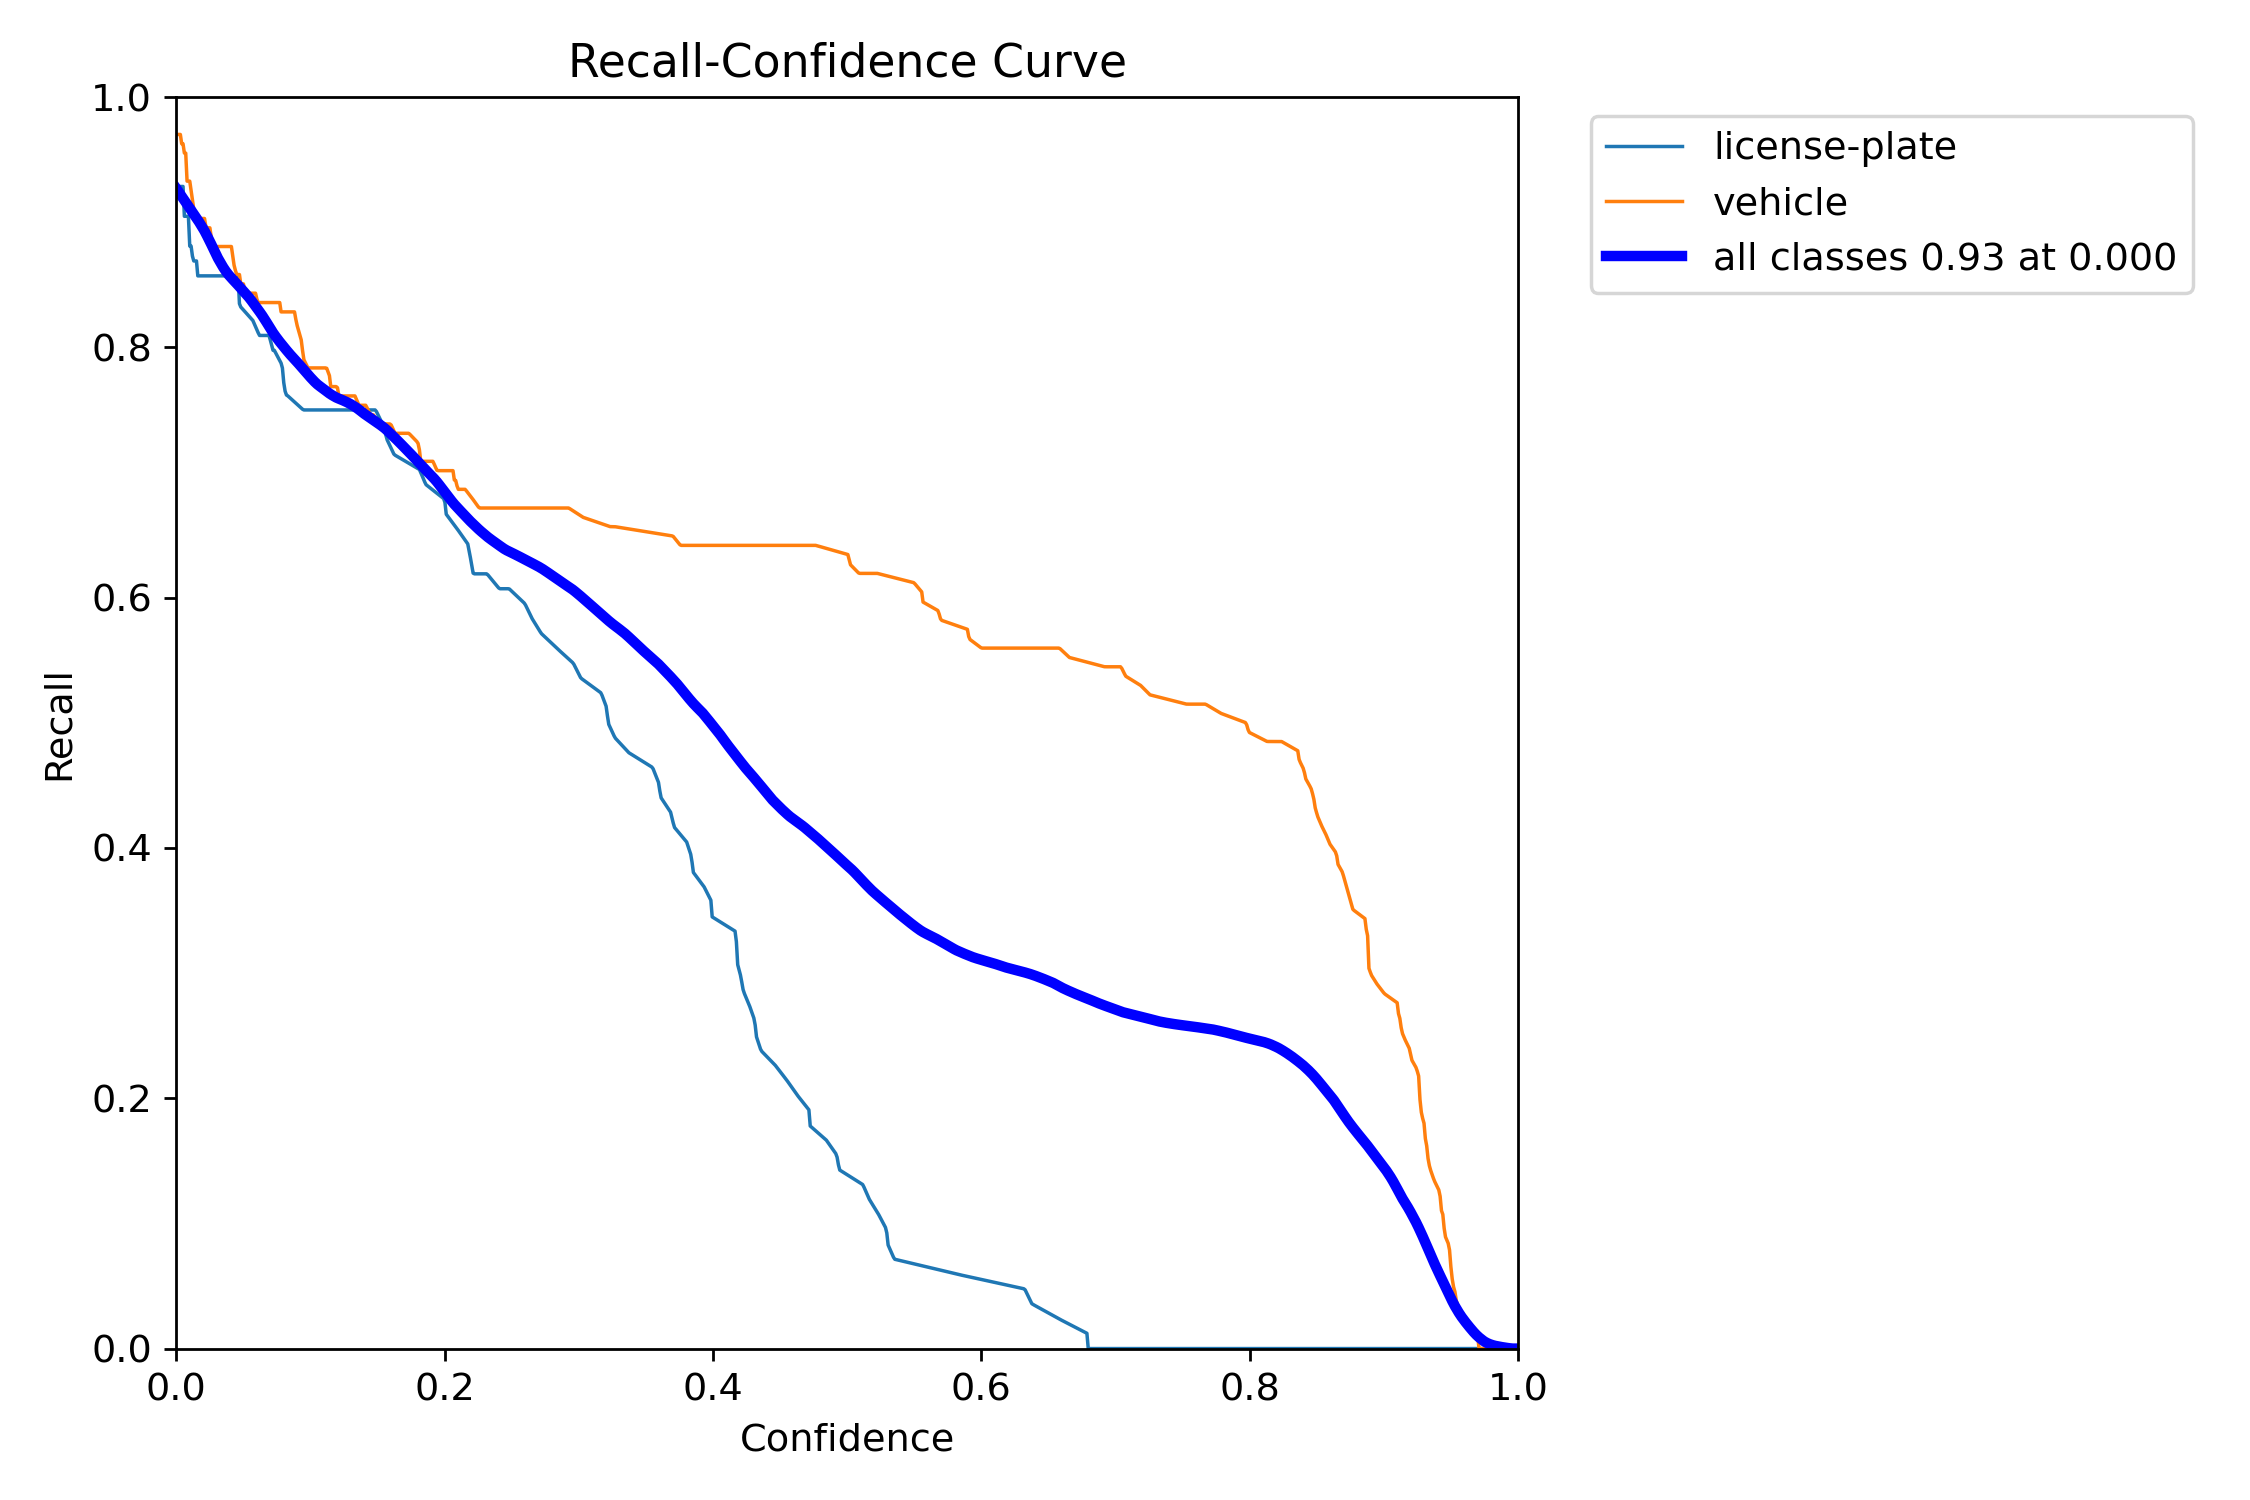 Recall-Confidence Curve
1.0
0.8
0.6
0.4
0.2
0.0
Recall
0.0 0.2 0.4 0.6 0.8 1.0
Confidence
license-plate
vehicle
all classes 0.93 at 0.000